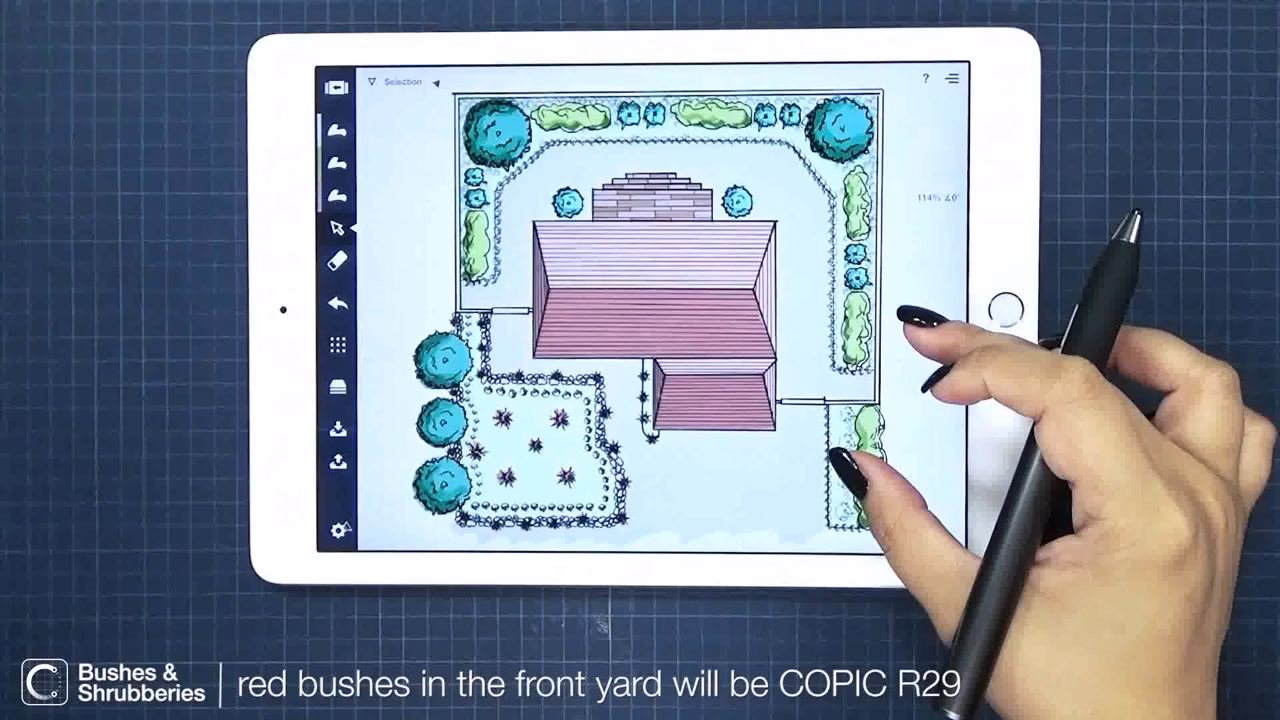 Selection
?
114% ∠0°
Bushes &
Shrubberies
red bushes in the front yard will be COPIC R29